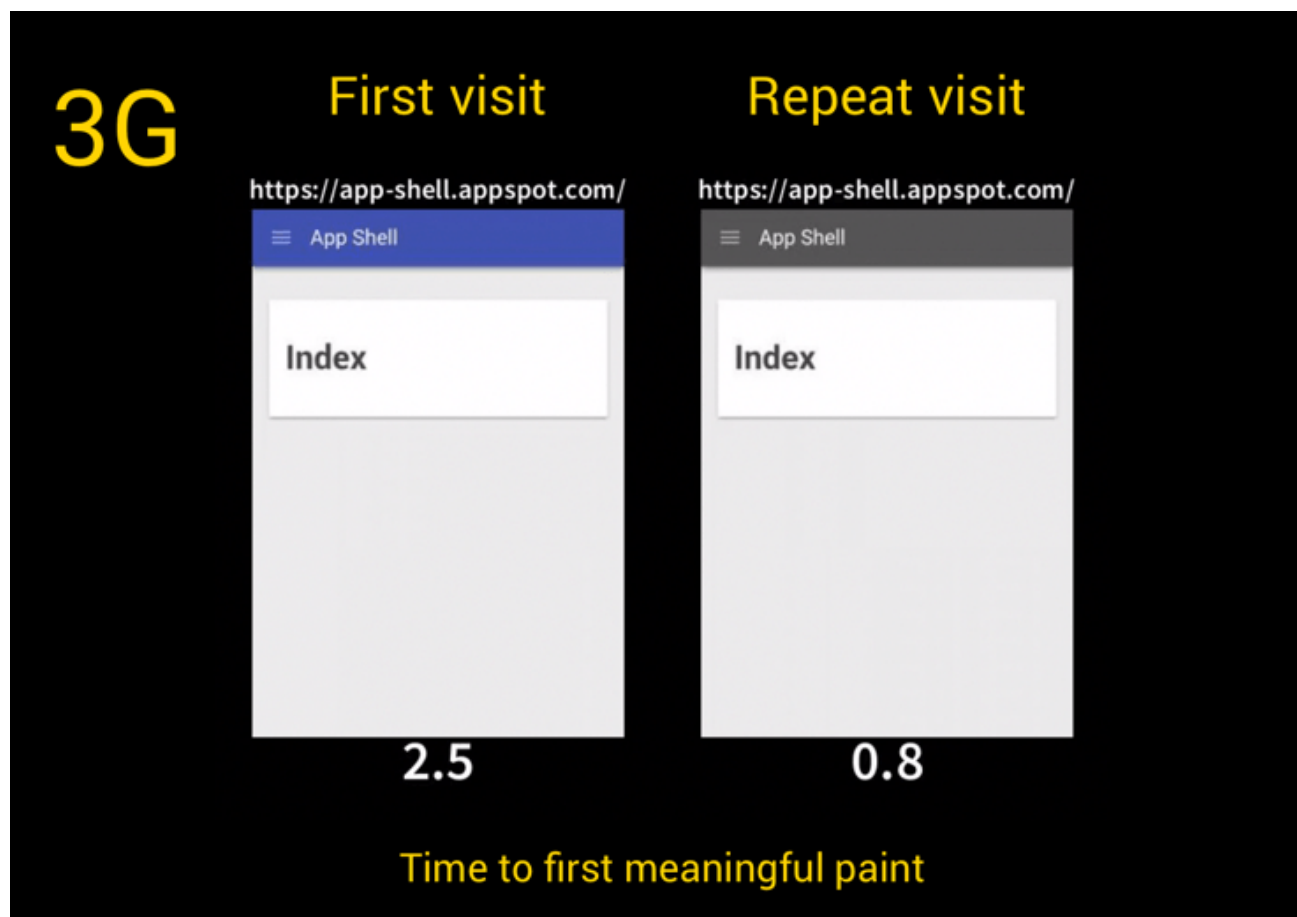 3G
First visit
Repeat visit
https://app-shell.appspot.com/
App Shell
Index
2.5
https://app-shell.appspot.com/
App Shell
Index
0.8
Time to first meaningful paint